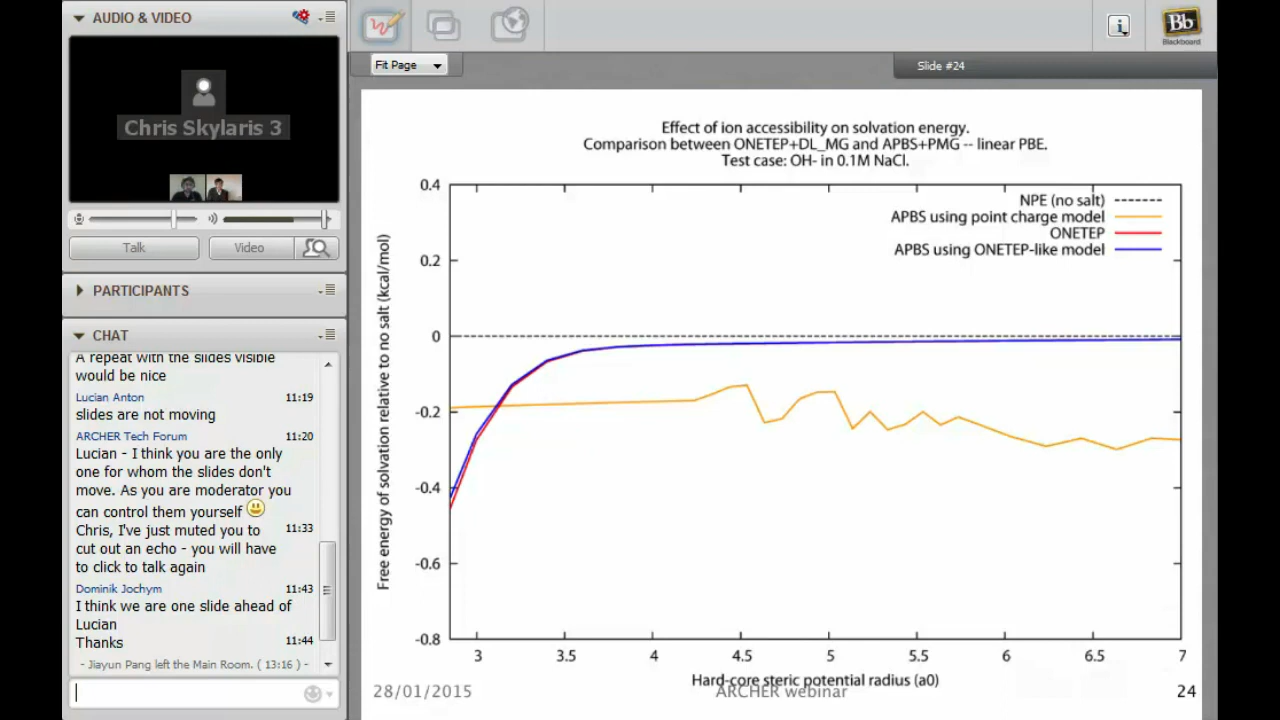 AUDIO & VIDEO
Chris Skylaris 3
Talk
Video
PARTICIPANTS
CHAT
A repeat with the slides visible
would be nice
Lucian Anton 11:19
slides are not moving
ARCHER Tech Forum 11:20
Lucian - I think you are the only
one for whom the slides don't
move. As you are moderator you
can control them yourself
Chris, I've just muted you to 11:33
cut out an echo - you will have
to click to talk again
Dominik Jochym 11:43
I think we are one slide ahead of
Lucian
Thanks 11:44
- Jiayun Pang left the Main Room. ( 13:16 ) -
Fit Page
Slide #24
i
Bb
Blackboard
Effect of ion accessibility on solvation energy.
Comparison between ONETEP+DL_MG and APBS+PMG -- linear PBE.
Test case: OH- in 0.1M NaCl.
NPE (no salt)
APBS using point charge model
ONETEP
APBS using ONETEP-like model
Free energy of solvation relative to no salt (kcal/mol)
0.4
0.2
0
-0.2
-0.4
-0.6
-0.8
3 3.5 4 4.5 5 5.5 6 6.5 7
Hard-core steric potential radius (a0)
28/01/2015 ARCHER webinar 24